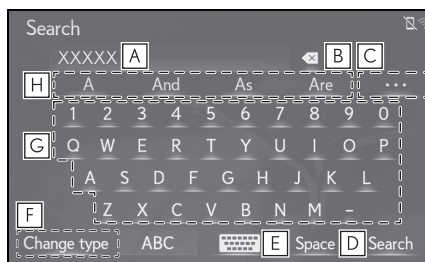 Search
XXXXX A B C
H A And As Are ...
1 2 3 4 5 6 7 8 9 0
G Q W E R T Y U I O P
A S D F G H J K L
F Z X C V B N M -
Change type ABC E Space D Search